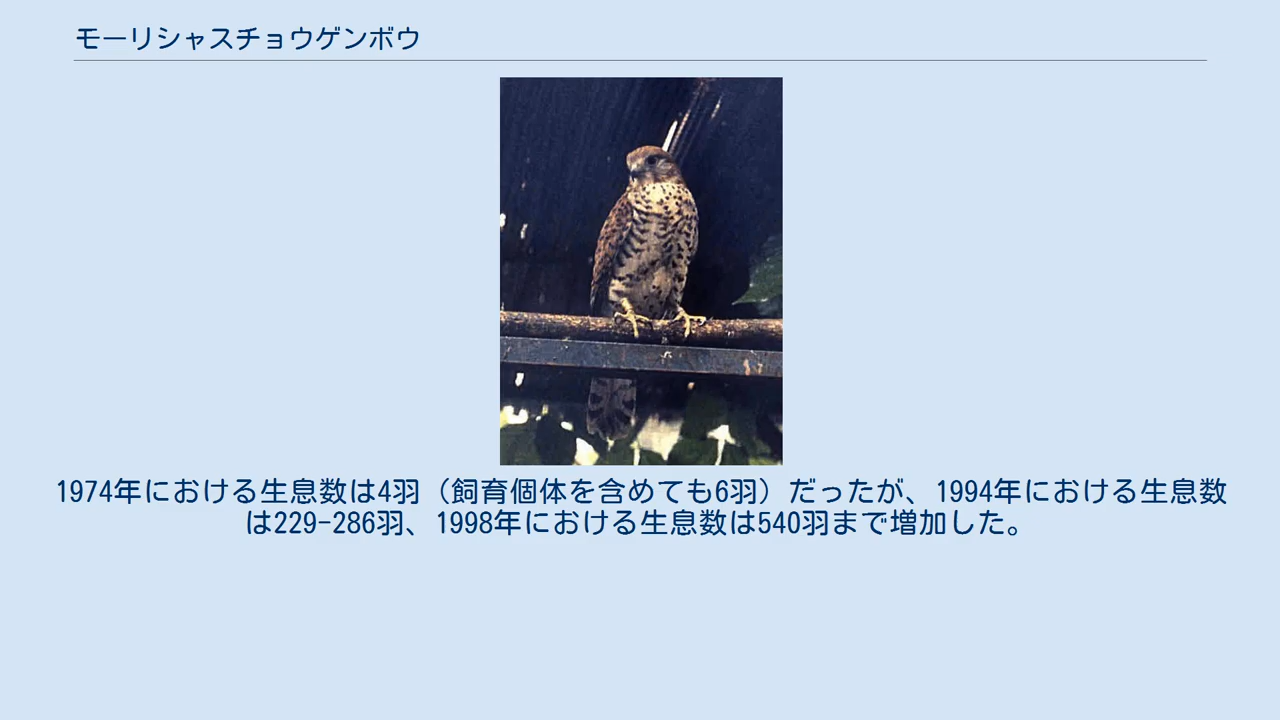 モーリシャスチョウゲンボウ
1974年における生息数は4羽（飼育個体を含めても6羽）だったが、1994年における生息数
は229-286羽、1998年における生息数は540羽まで増加した。